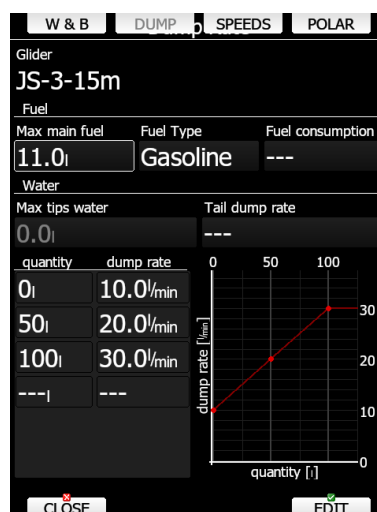 W & B DUMP SPEEDS POLAR
Glider
JS-3-15m
Fuel
Max main fuel Fuel Type Fuel consumption
11.0l Gasoline ---
Water
Max tips water Tail dump rate
0.0l ---
quantity dump rate 0 50 100
0l 10.0l/min
50l 20.0l/min
100l 30.0l/min
---l ---
30
20
10
0
dump rate [l/min]
quantity [l]
CLOSE EDIT